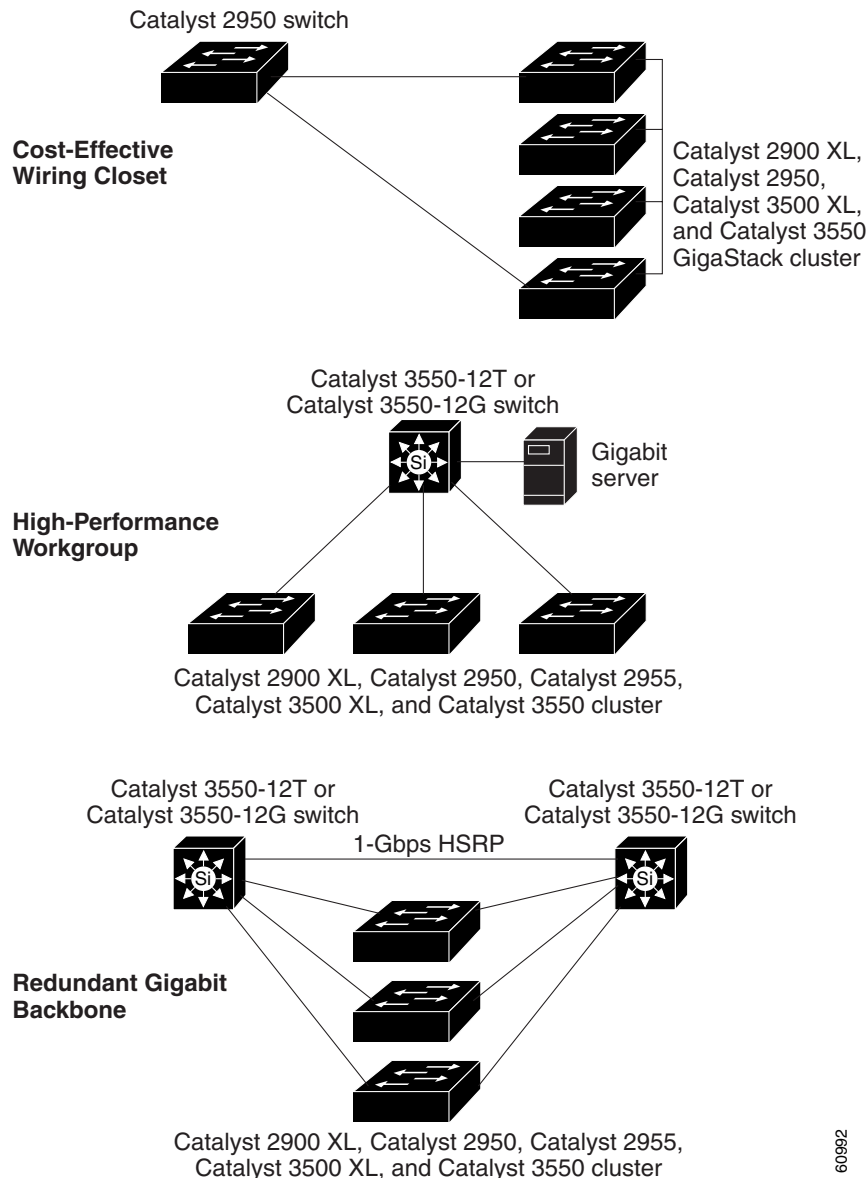 Catalyst 2950 switch
Cost-Effective
Wiring Closet
Catalyst 2900 XL,
Catalyst 2950,
Catalyst 3500 XL,
and Catalyst 3550
GigaStack cluster
Catalyst 3550-12T or
Catalyst 3550-12G switch
Si
Gigabit
server
High-Performance
Workgroup
Catalyst 2900 XL, Catalyst 2950, Catalyst 2955,
Catalyst 3500 XL, and Catalyst 3550 cluster
Catalyst 3550-12T or
Catalyst 3550-12G switch
Catalyst 3550-12T or
Catalyst 3550-12G switch
1-Gbps HSRP
Si
Si
Redundant Gigabit
Backbone
Catalyst 2900 XL, Catalyst 2950, Catalyst 2955,
Catalyst 3500 XL, and Catalyst 3550 cluster
60992